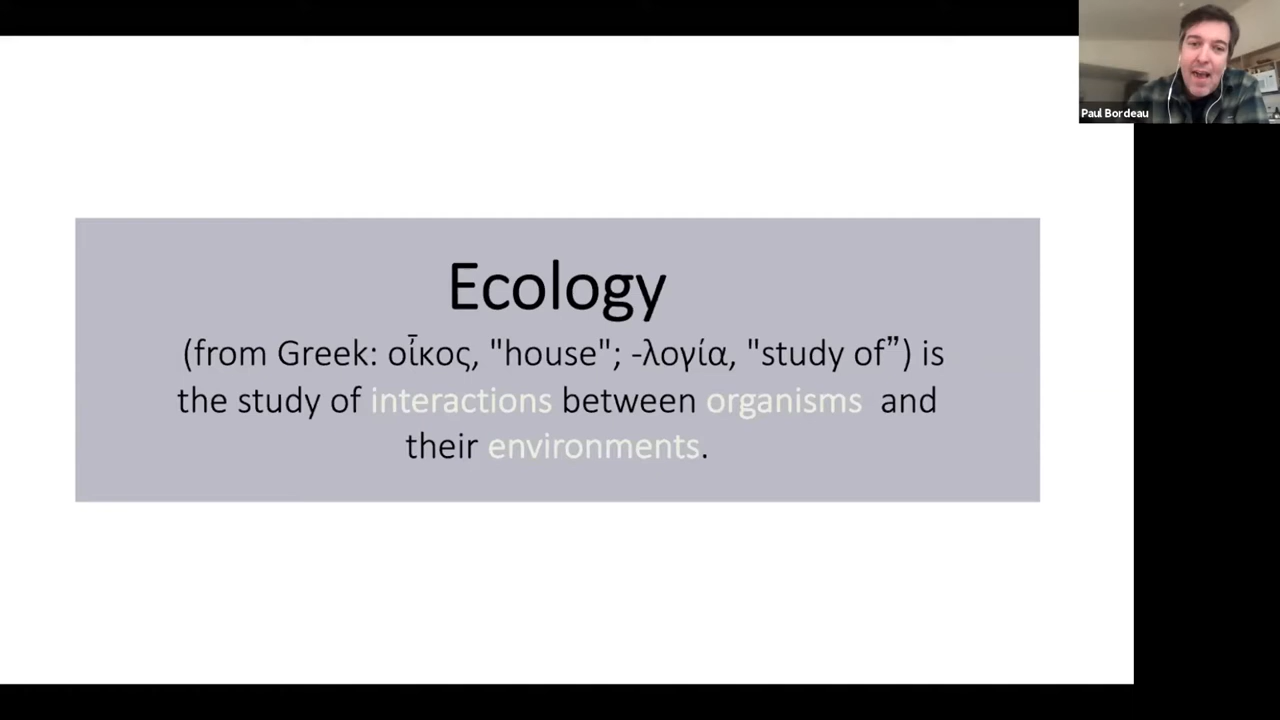 Paul Bordeau
Ecology
(from Greek: οἶκος, "house"; -λογία, "study of”) is
the study of interactions between organisms and
their environments.